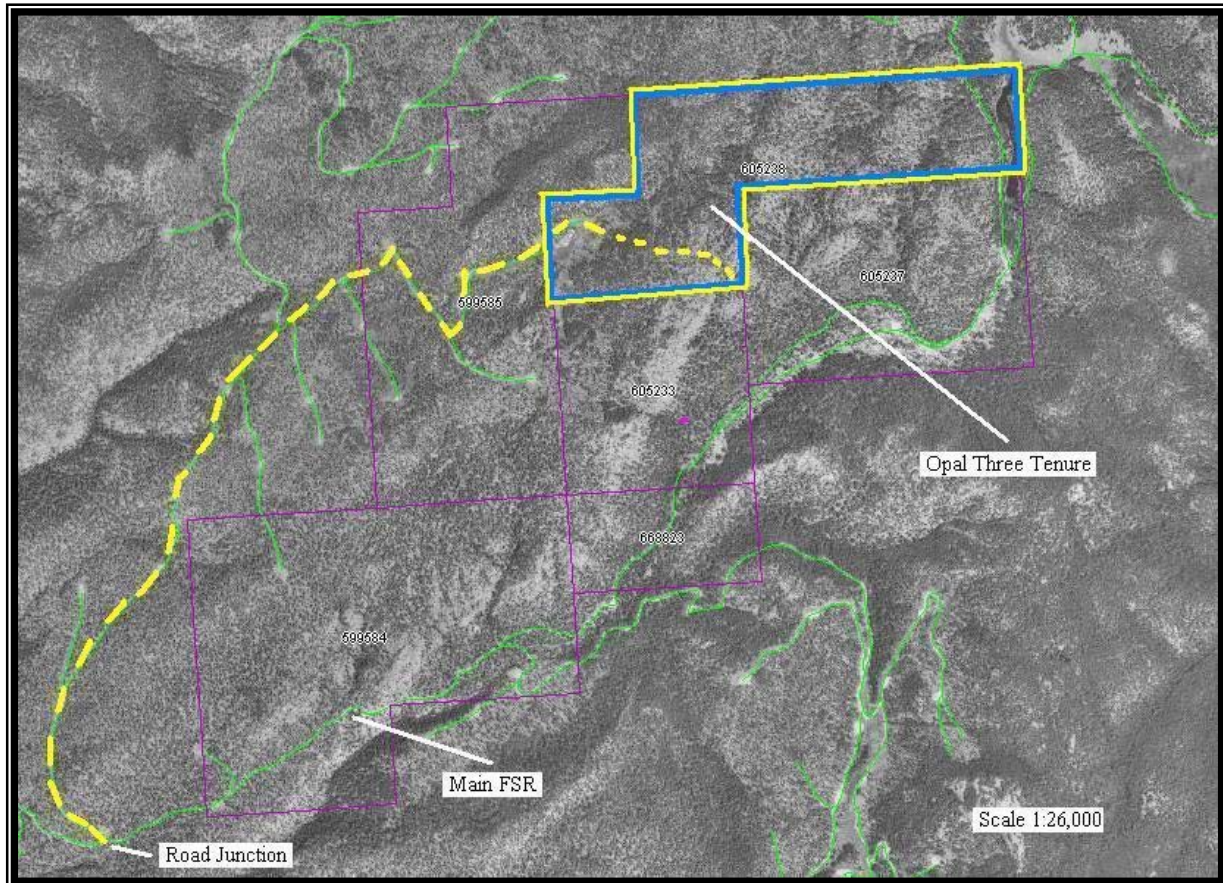 605238
605237
599585
605233
Opal Three Tenure
668823
599584
Main FSR
Scale 1:26,000
Road Junction